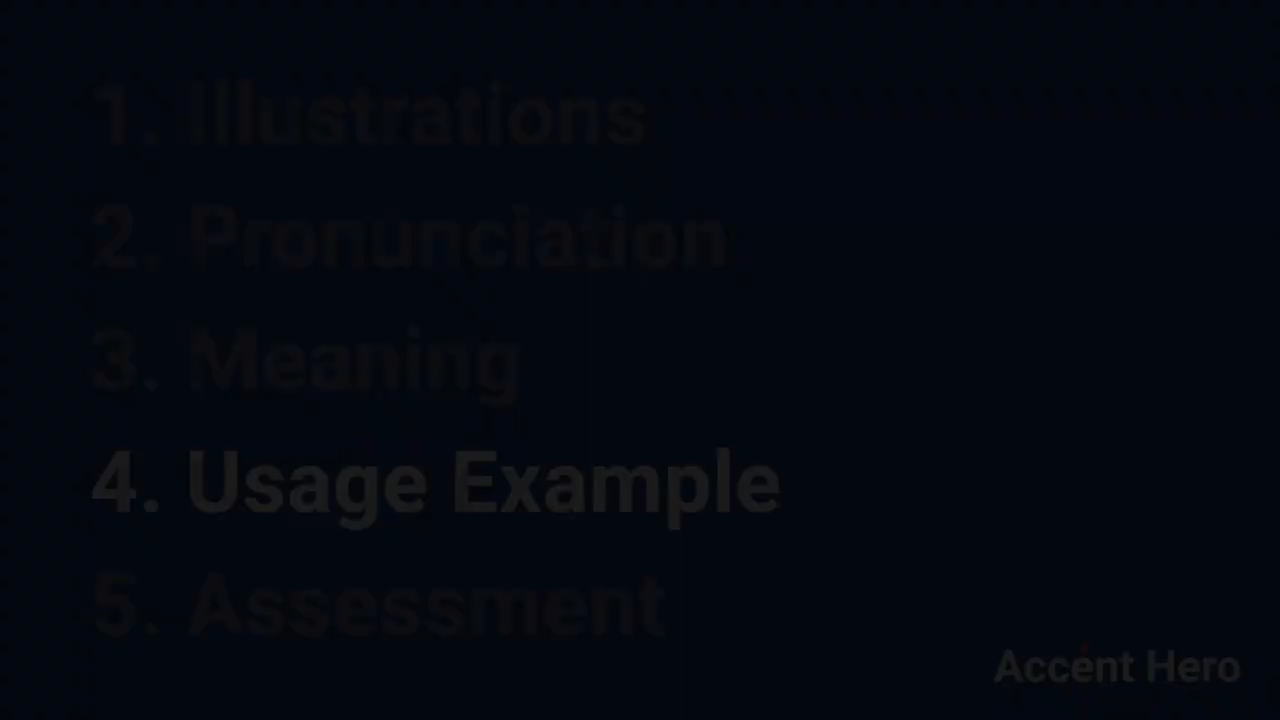 1. Illustrations
2. Pronunciation
3. Meaning
4. Usage Example
5. Assessment
Accent Hero